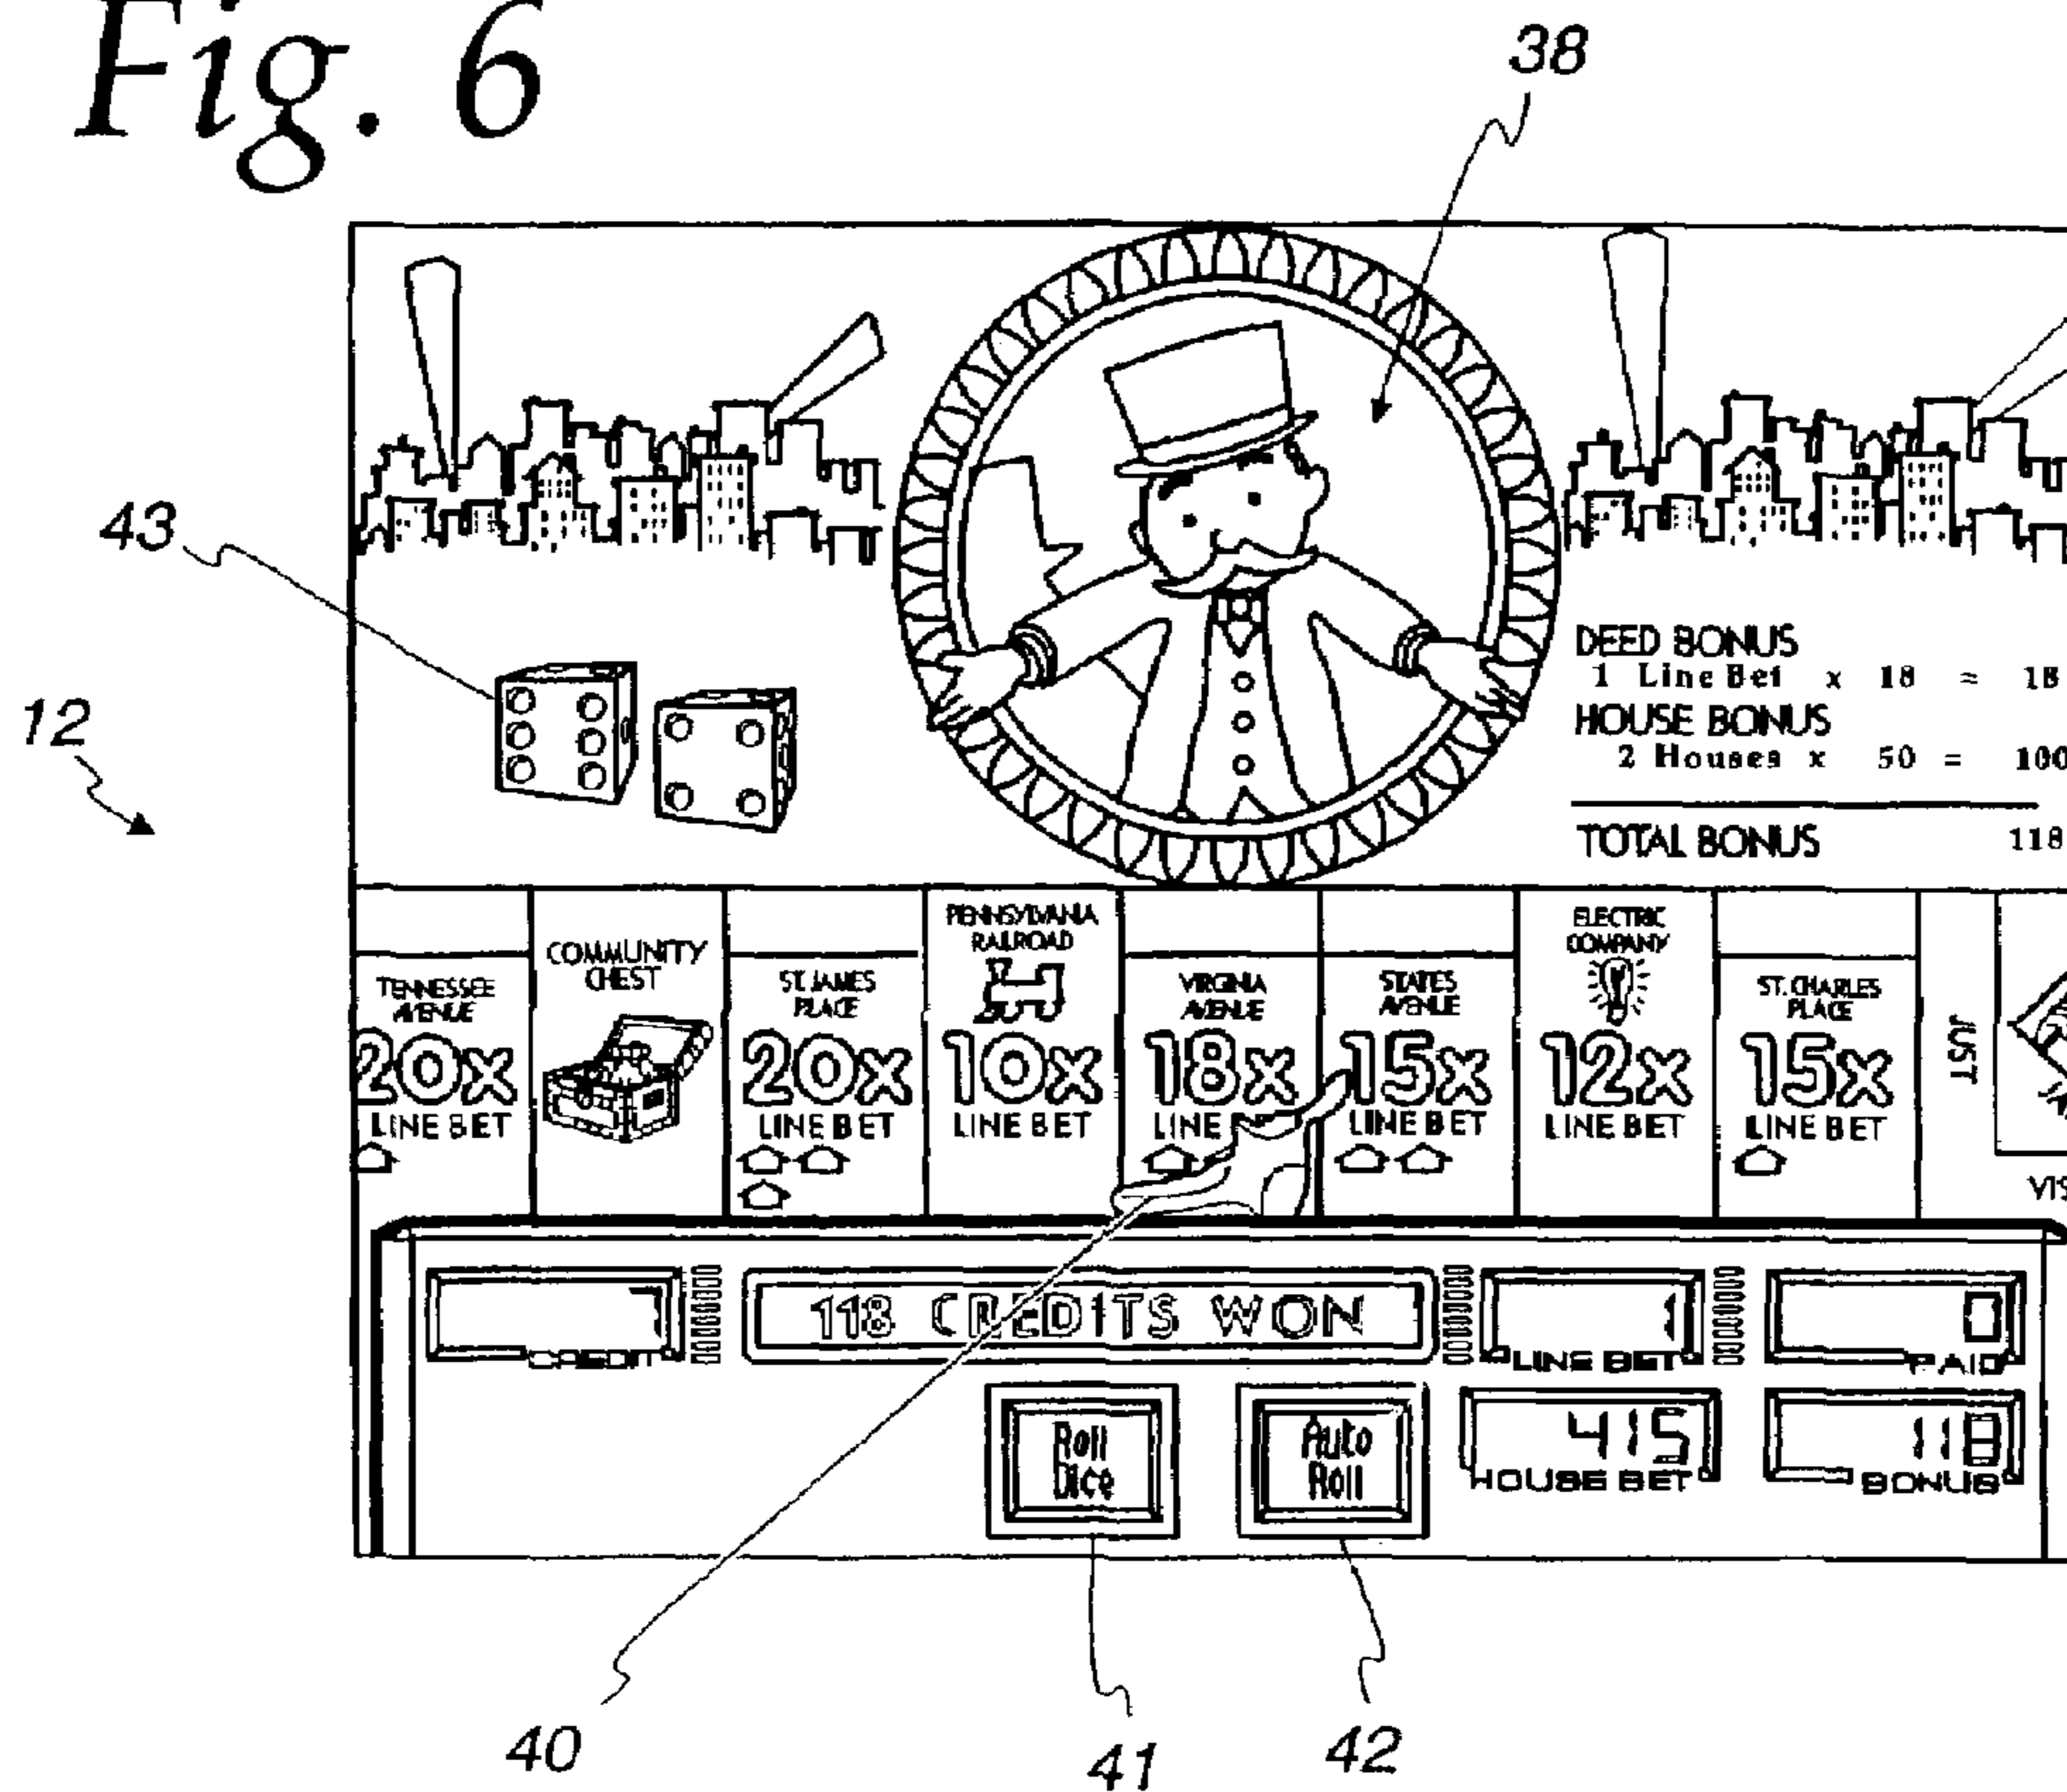 Fig. 6
38
43
12
DEED BONUS
1 Line Bet x 18 = 18
HOUSE BONUS
2 Houses x 50 = 100
TOTAL BONUS 118
TENNESSEE
AVENUE
20x
LINE BET
COMMUNITY
CHEST
ST. JAMES
PLACE
20x
LINE BET
PENNSYLVANIA
RAILROAD
10x
LINE BET
VIRGINIA
AVENUE
18x
LINE
STATES
AVENUE
15x
LINE BET
ELECTRIC
COMPANY
12x
LINE BET
ST. CHARLES
PLACE
15x
LINE BET
JUST
VIS
CREDIT
118 CREDITS WON
1
LINE BET
0
PAID
Roll
Dice
Auto
Roll
415
HOUSE BET
118
BONUS
40
41
42